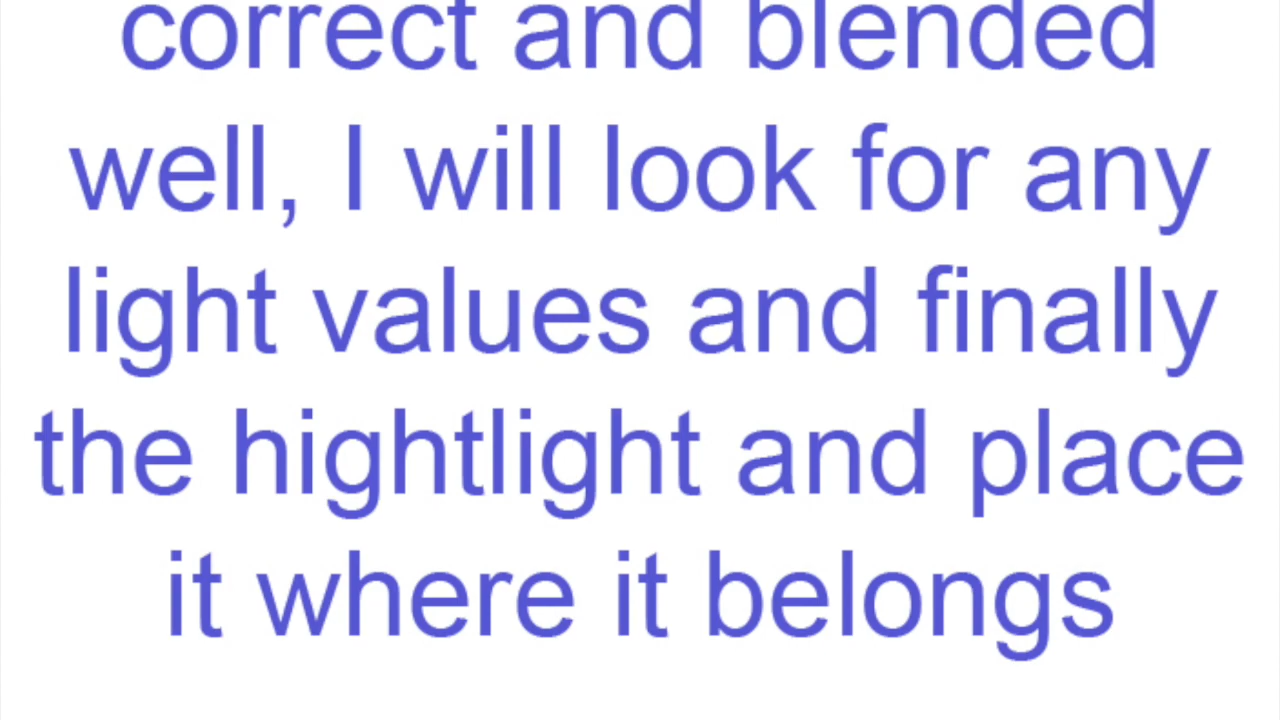 correct and blended
well, I will look for any
light values and finally
the hightlight and place
it where it belongs